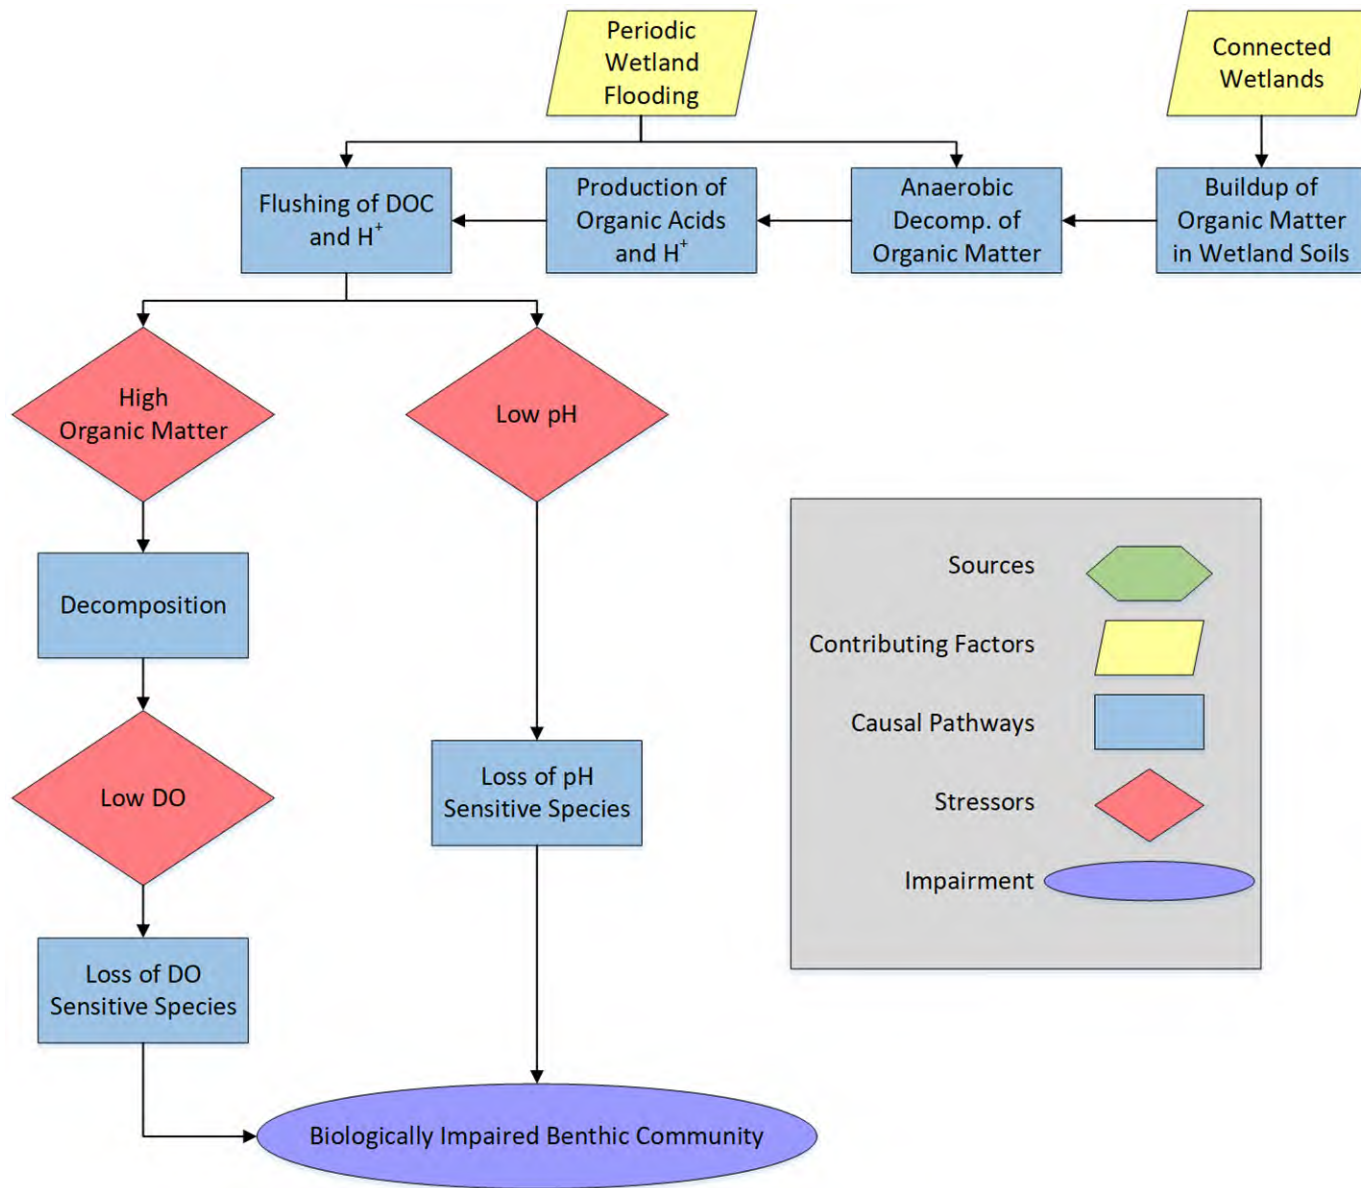 Periodic
Wetland
Flooding
Connected
Wetlands
Flushing of DOC
and H⁺
Production of
Organic Acids
and H⁺
Anaerobic
Decomp. of
Organic Matter
Buildup of
Organic Matter
in Wetland Soils
High
Organic Matter
Low pH
Decomposition
Low DO
Loss of pH
Sensitive Species
Loss of DO
Sensitive Species
Biologically Impaired Benthic Community
Sources
Contributing Factors
Causal Pathways
Stressors
Impairment